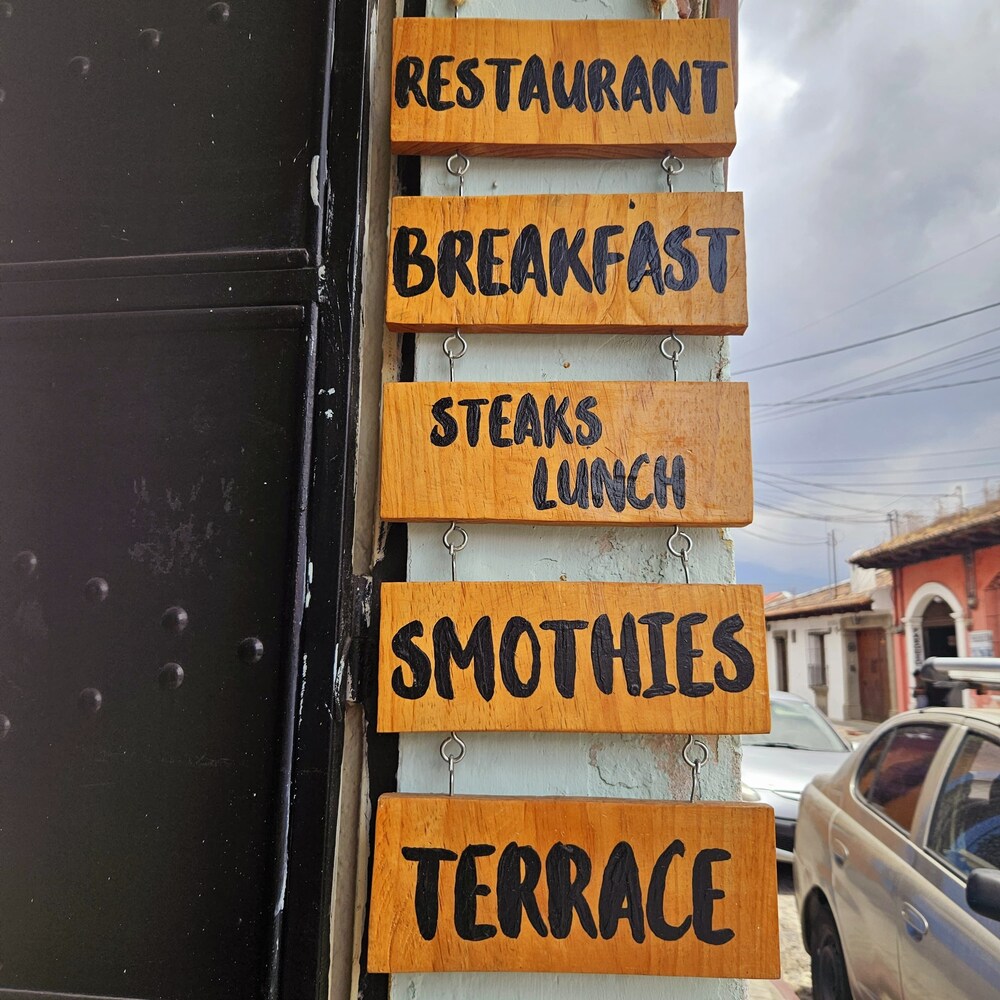 RESTAURANT
BREAKFAST
STEAKS
LUNCH
SMOTHIES
TERRACE